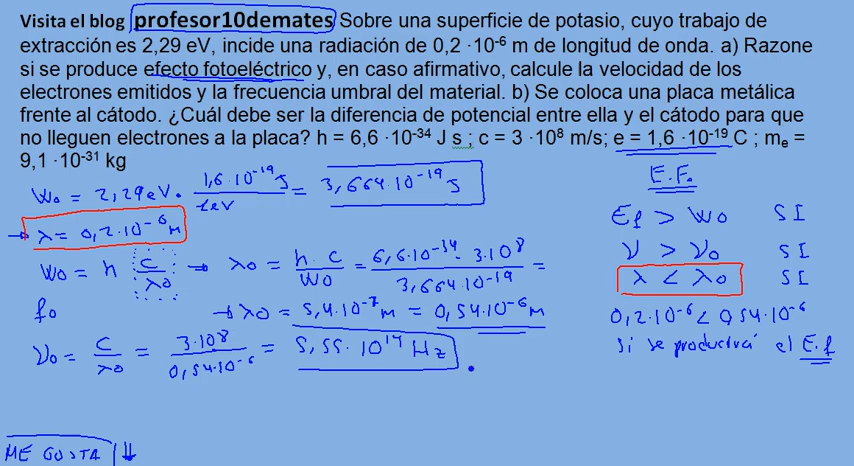 Visita el blog profesor10demates Sobre una superficie de potasio, cuyo trabajo de
extracción es 2,29 eV, incide una radiación de 0,2 ·10-6 m de longitud de onda. a) Razone
si se produce efecto fotoeléctrico y, en caso afirmativo, calcule la velocidad de los
electrones emitidos y la frecuencia umbral del material. b) Se coloca una placa metálica
frente al cátodo. ¿Cuál debe ser la diferencia de potencial entre ella y el cátodo para que
no lleguen electrones a la placa? h = 6,6 ·10-34 J s ; c = 3 ·108 m/s; e = 1,6 ·10-19 C ; me =
9,1 ·10-31 kg
W0 = 2,29eV · 1,6·10-19 J / 1eV = 3,664·10-19 J
λ = 0,2·10-6 M
W0 = h c/λ0 → λ0 = h·c/W0 = 6,6·10-34·3·108/3,664·10-19 =
f0 → λ0 = 5,4·10-7 M = 0,54·10-6 M
ν0 = c/λ0 = 3·108/0,54·10-6 = 5,55·1014 Hz
E.F.
Ef > W0 SI
ν > ν0 SI
λ < λ0 SI
0,2·10-6 < 0,54·10-6
Si se producirá el E.f
ME GUSTA ↓